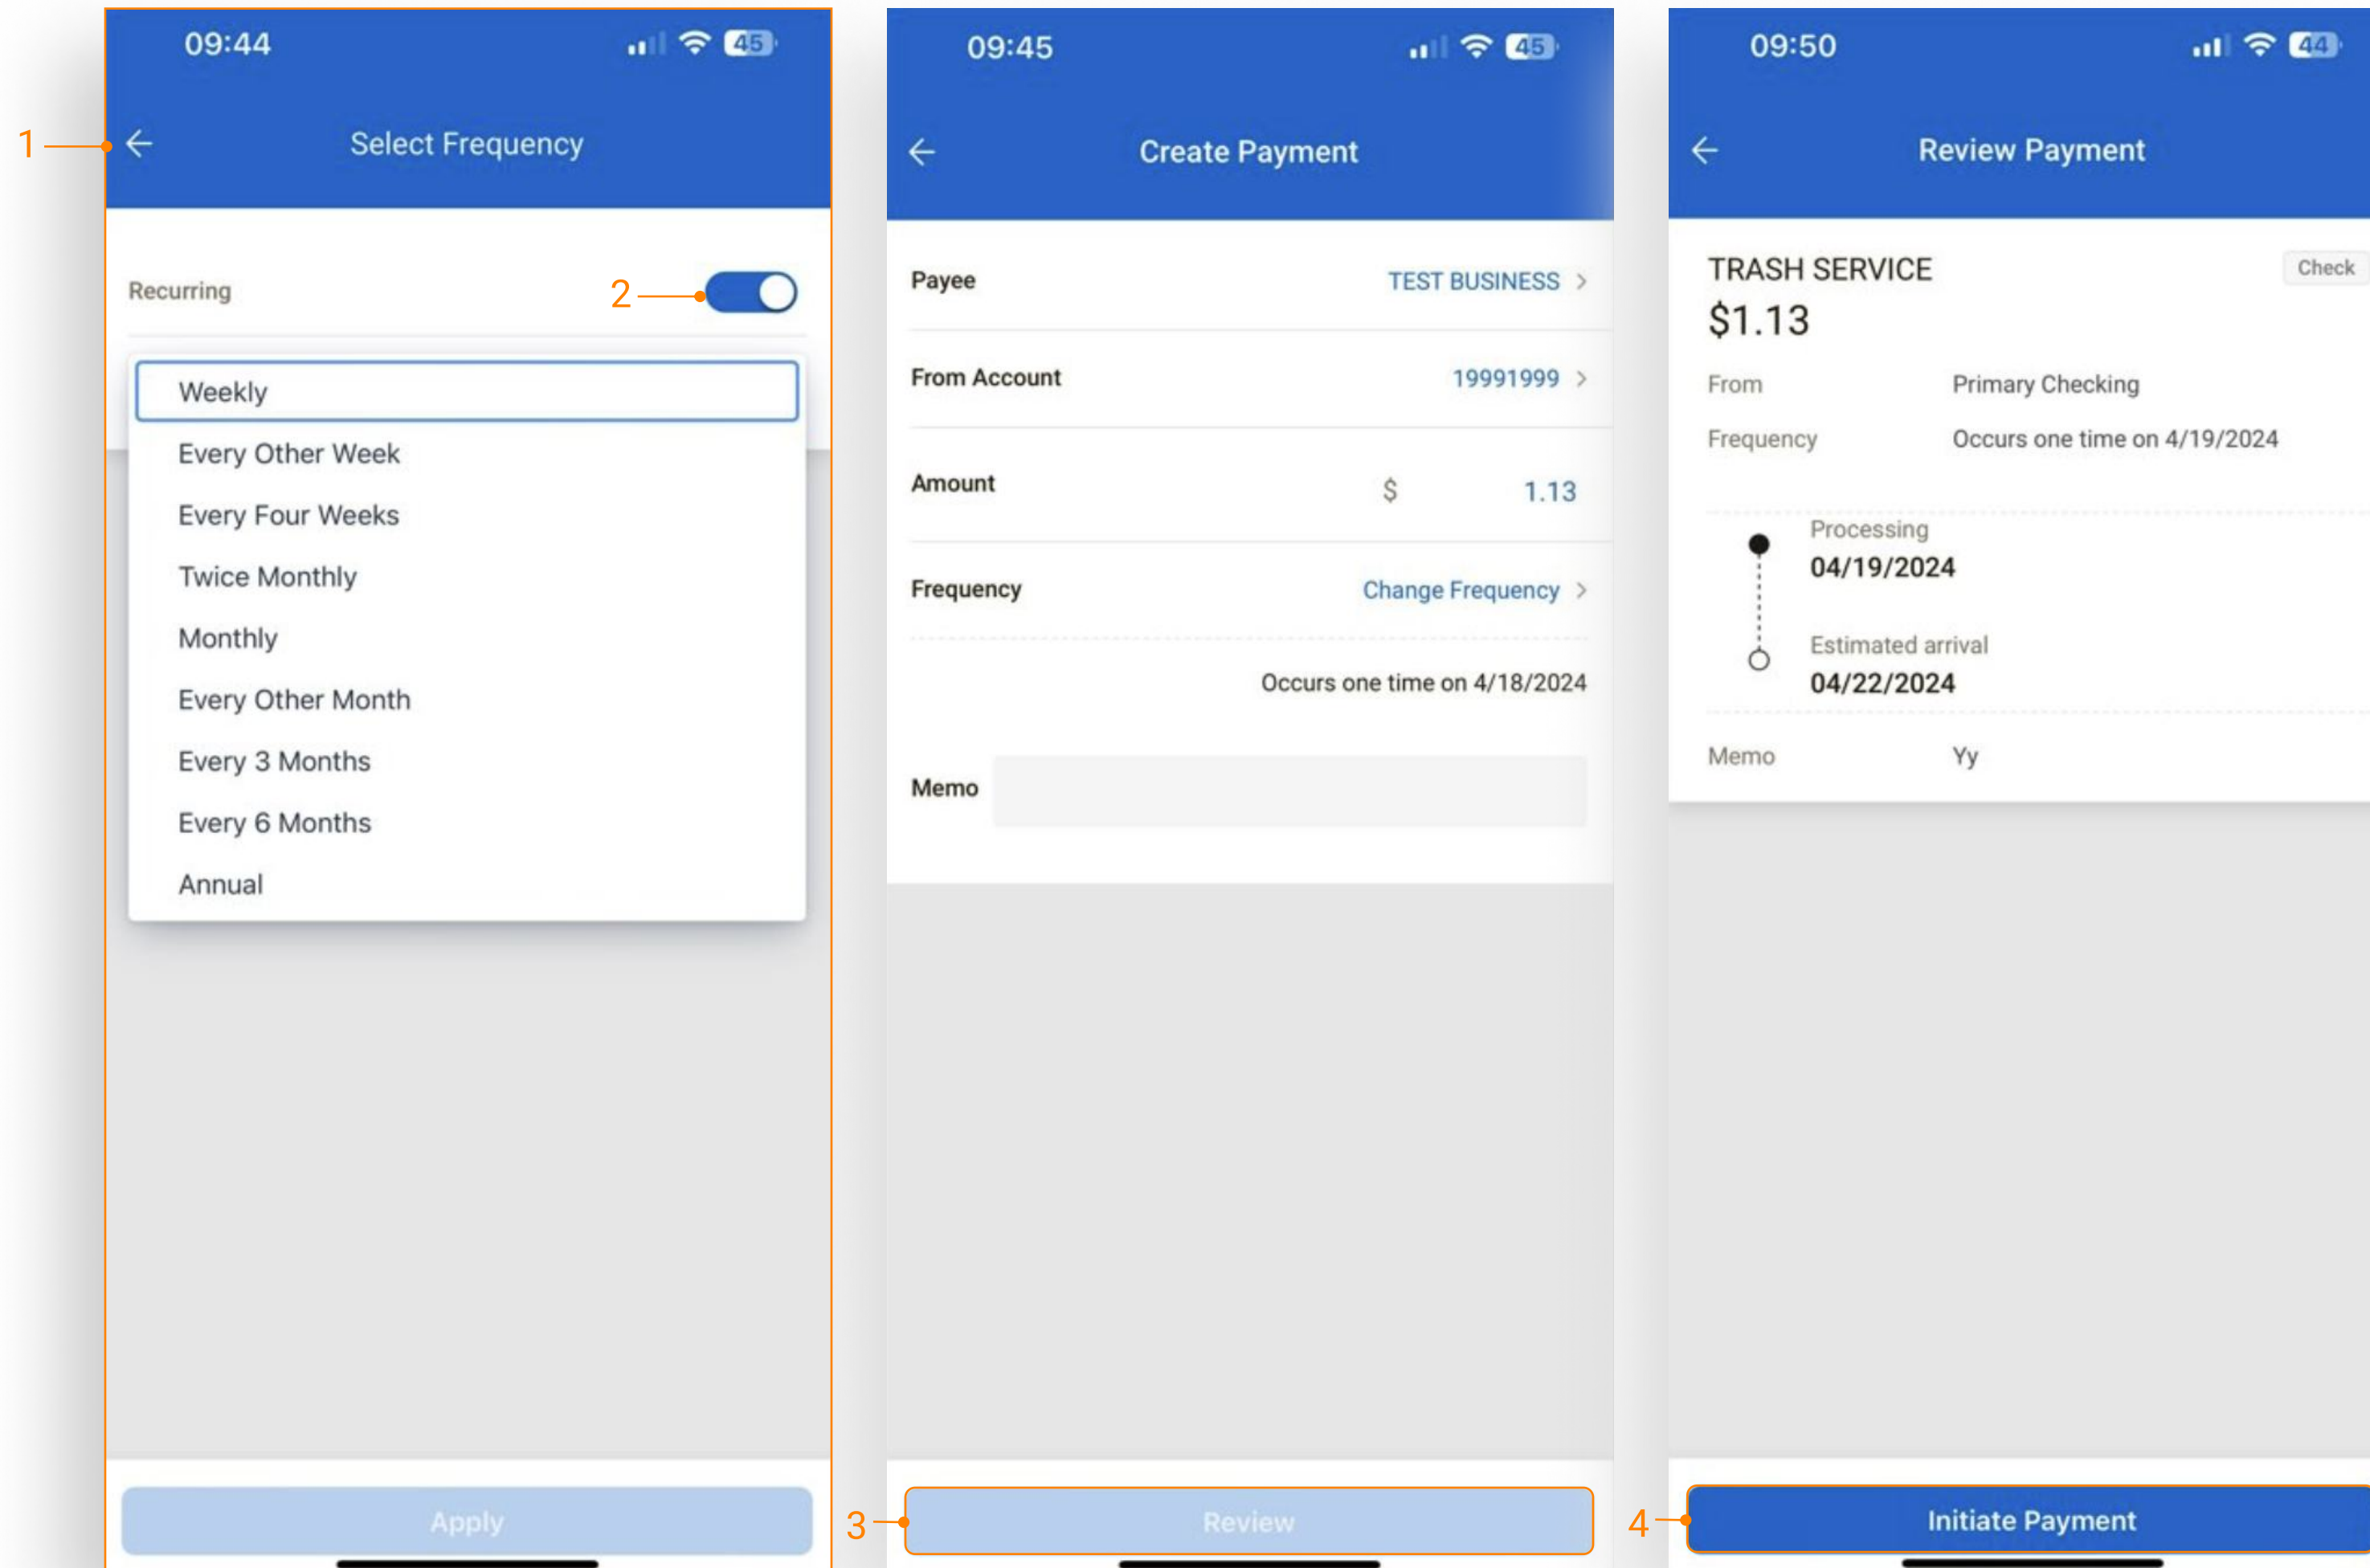 09:44
45
1
Select Frequency
Recurring
2
Weekly
Every Other Week
Every Four Weeks
Twice Monthly
Monthly
Every Other Month
Every 3 Months
Every 6 Months
Annual
Apply
09:45
45
Create Payment
Payee
TEST BUSINESS >
From Account
19991999 >
Amount
$ 1.13
Frequency
Change Frequency >
Occurs one time on 4/18/2024
Memo
3
Review
09:50
44
Review Payment
TRASH SERVICE
Check
$1.13
From
Primary Checking
Frequency
Occurs one time on 4/19/2024
Processing
04/19/2024
Estimated arrival
04/22/2024
Memo
Yy
4
Initiate Payment